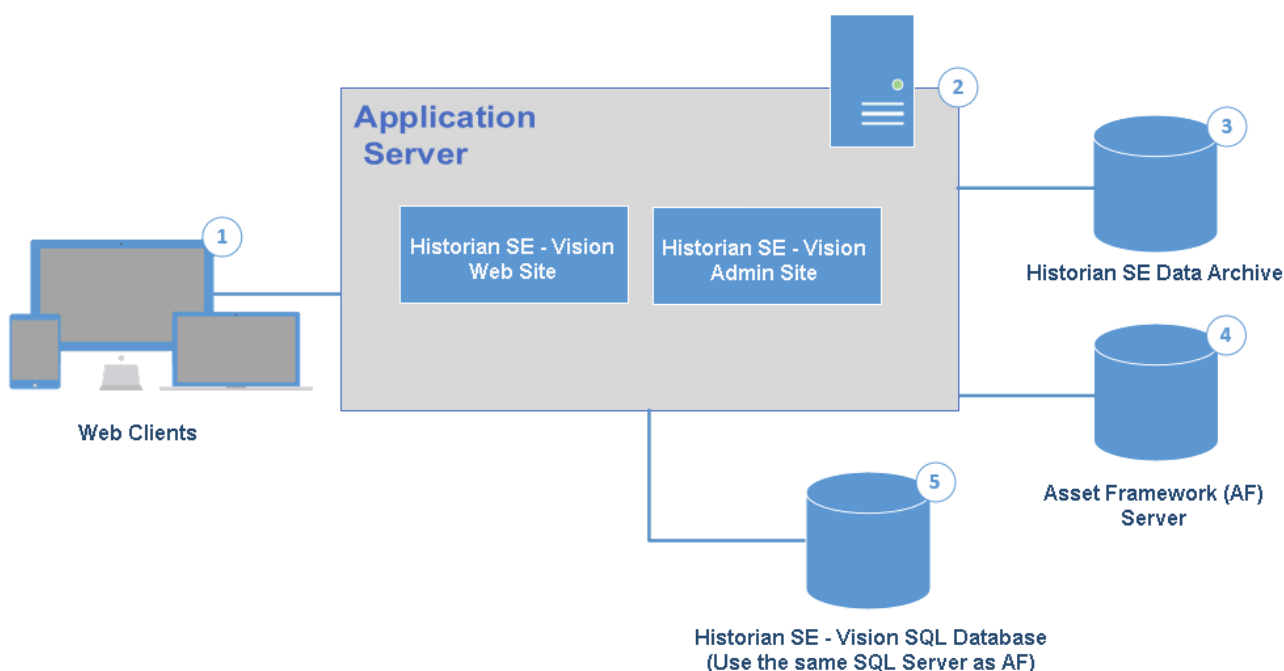 Application
Server
2
3
1
Historian SE - Vision
Web Site
Historian SE - Vision
Admin Site
Historian SE Data Archive
4
Web Clients
5
Asset Framework (AF)
Server
Historian SE - Vision SQL Database
(Use the same SQL Server as AF)